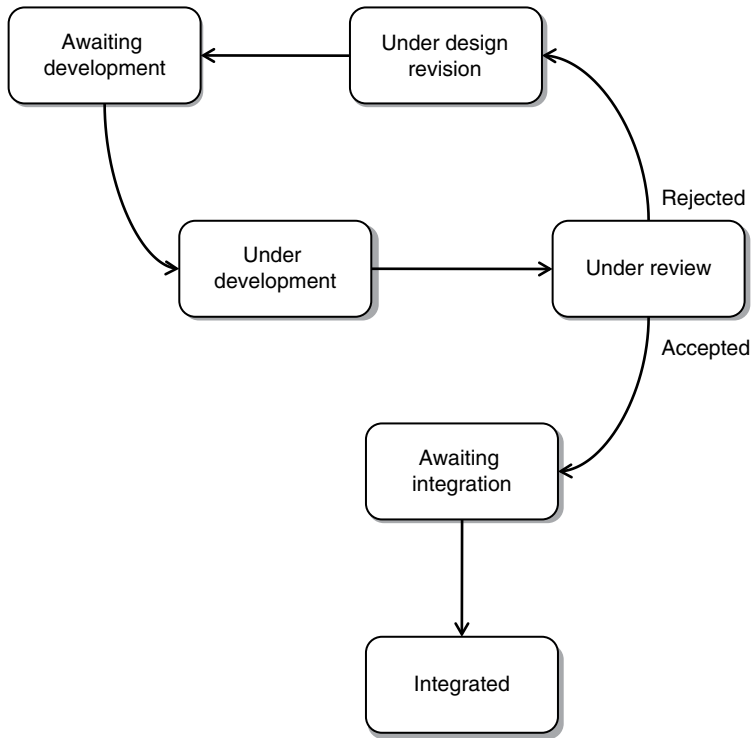 Awaiting
development
Under design
revision
Rejected
Under
development
Under review
Accepted
Awaiting
integration
Integrated